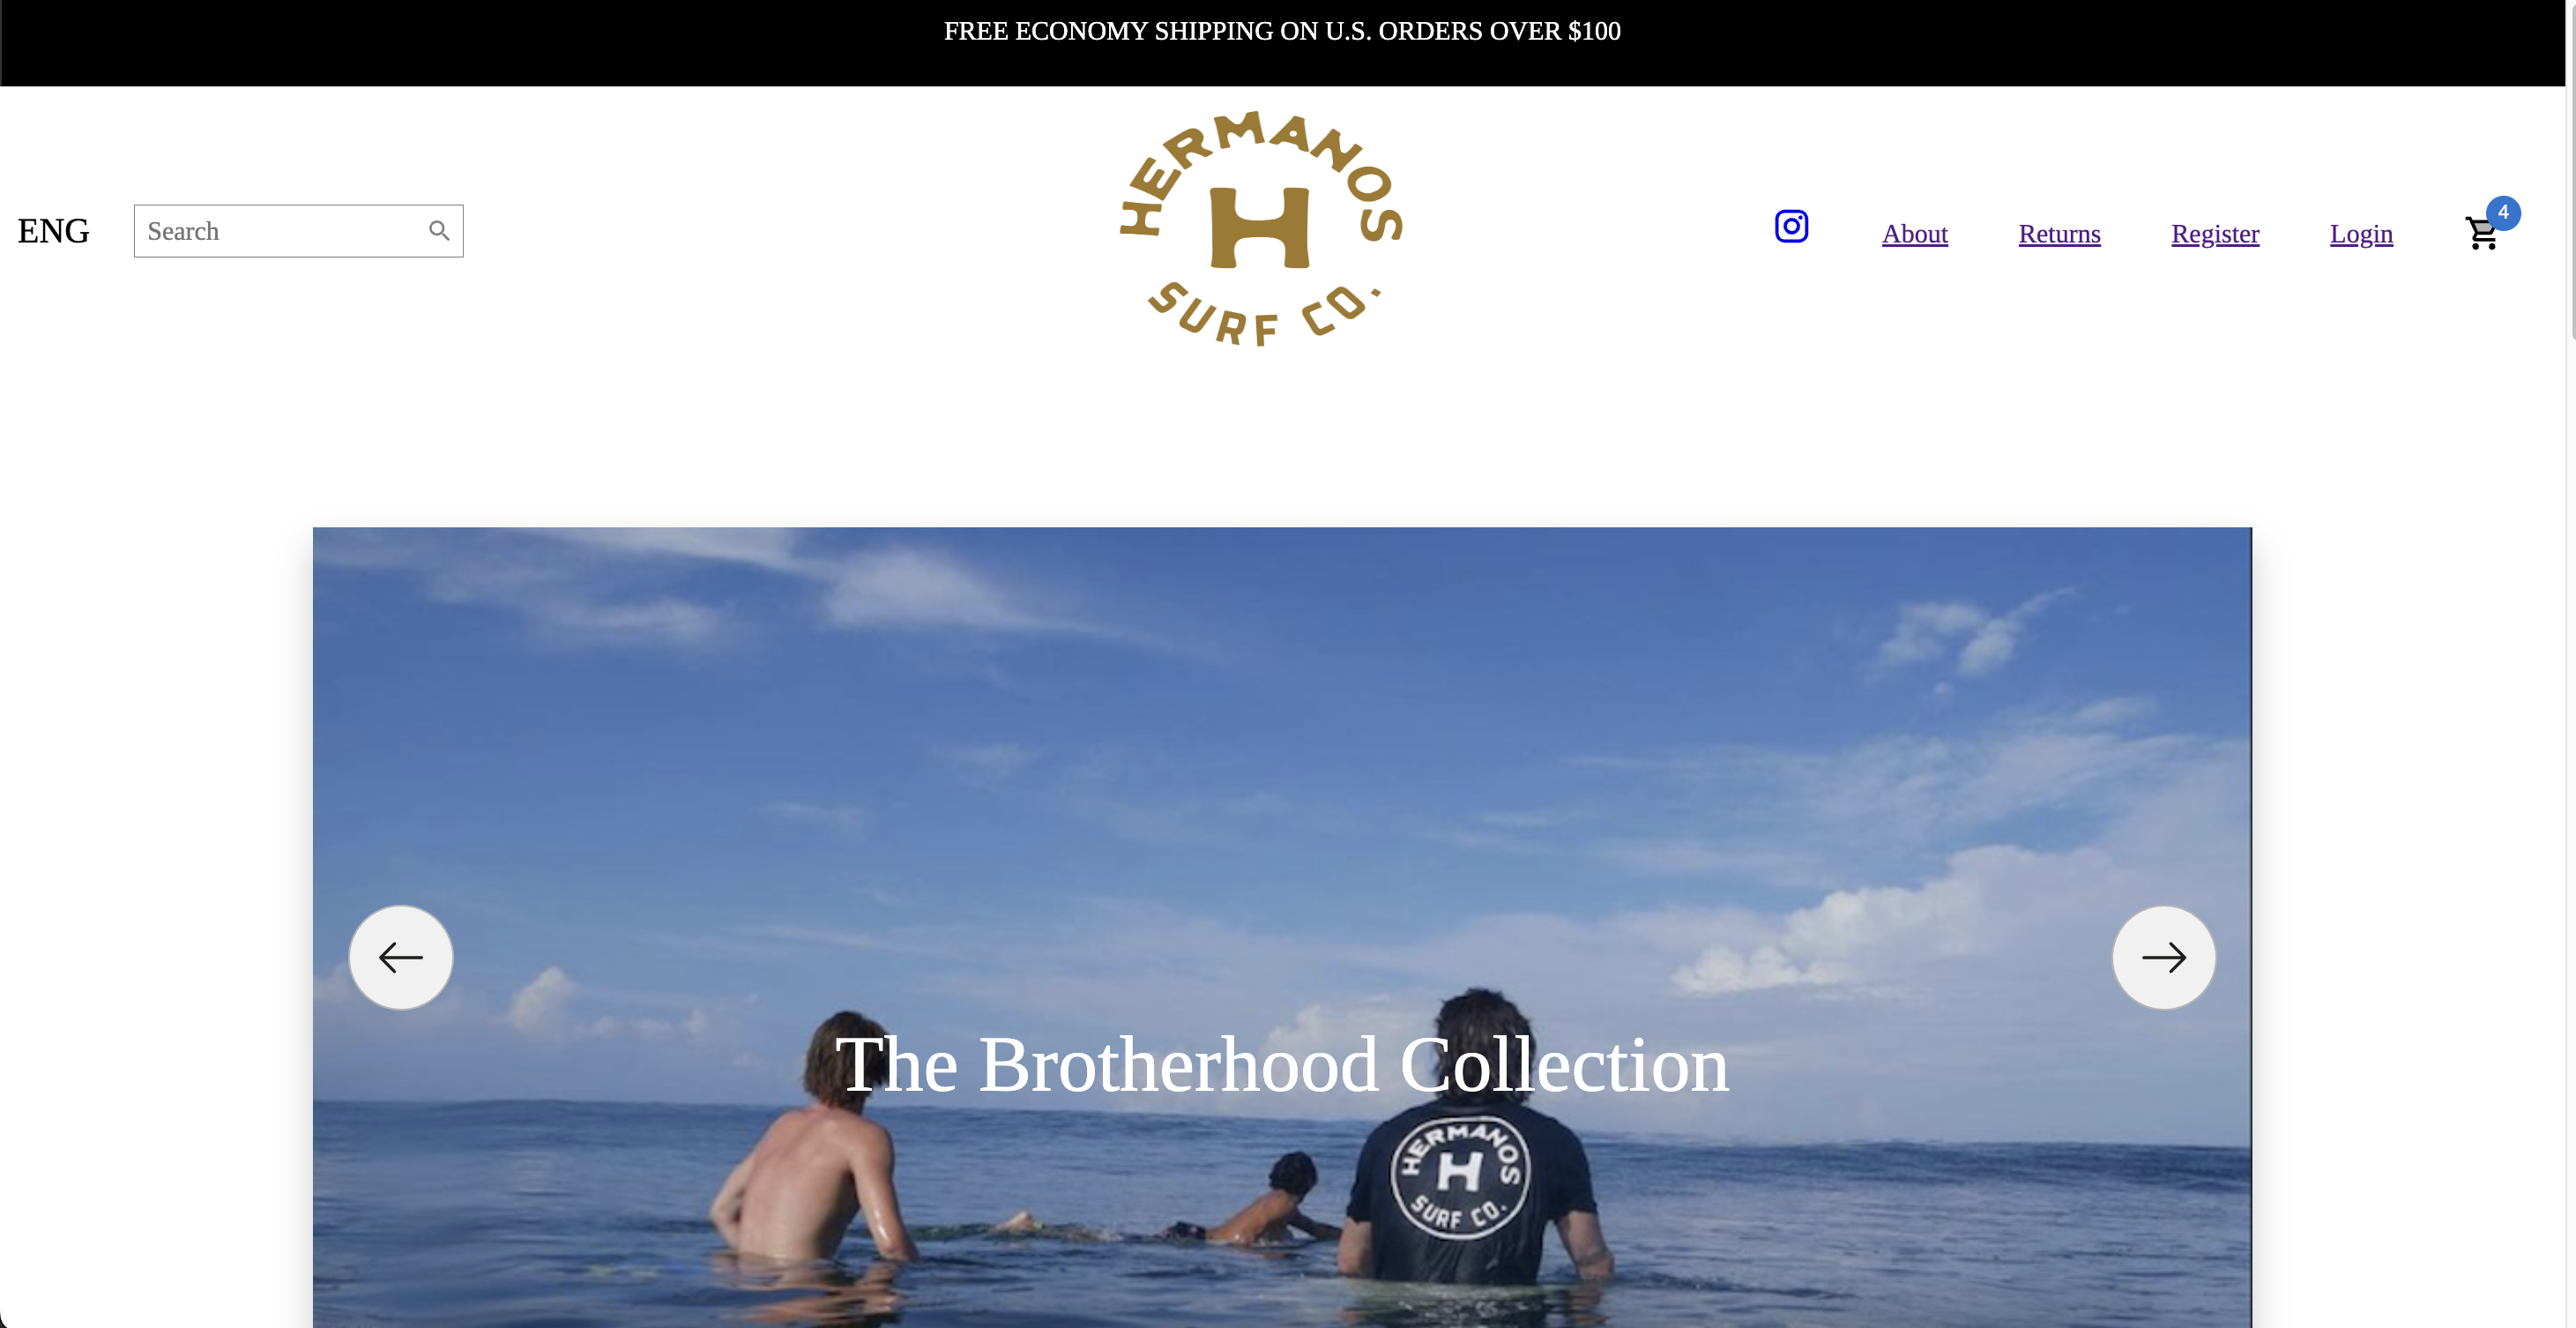 FREE ECONOMY SHIPPING ON U.S. ORDERS OVER $100
HERMANOS
H
SURF CO.
ENG
Search
About
Returns
Register
Login
4
The Brotherhood Collection
HERMANOS
H
SURF CO.